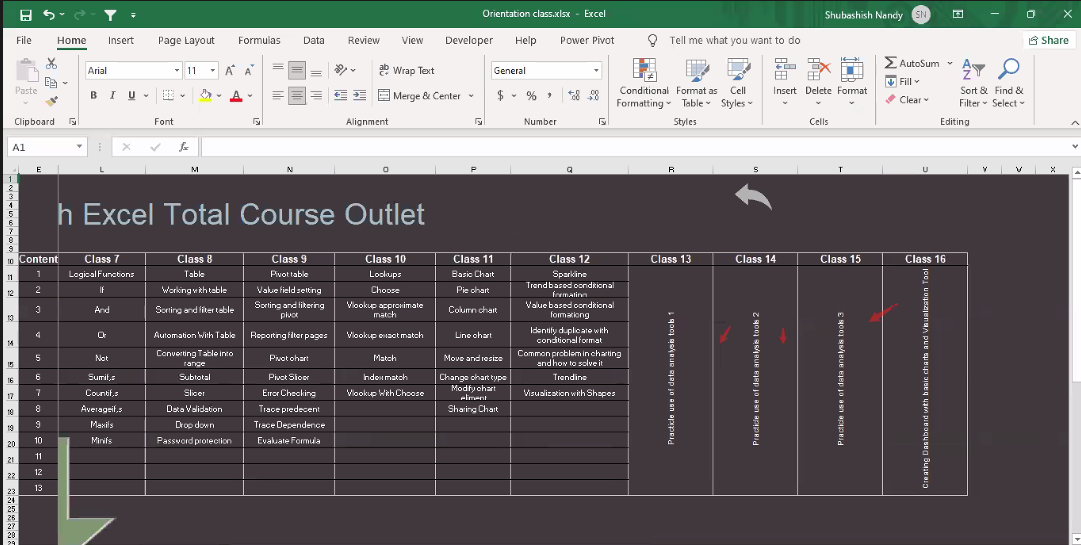 Orientation class.xlsx - Excel
Shubashish Nandy SN
File Home Insert Page Layout Formulas Data Review View Developer Help Power Pivot Tell me what you want to do Share
Arial 11 Wrap Text General AutoSum
Paste Conditional Format as Cell Insert Delete Format Fill Sort & Find &
B I U Merge & Center $ % Formatting Table Styles Clear Filter Select
Clipboard Font Alignment Number Styles Cells Editing
A1 fx
E L M N O P Q R S T U V W X
h Excel Total Course Outlet
Content Class 7 Class 8 Class 9 Class 10 Class 11 Class 12 Class 13 Class 14 Class 15 Class 16
1 Logical Functions Table Pivot table Lookups Basic Chart Sparkline
2 If Working with table Value field setting Choose Pie chart Trend based conditional formating
3 And Sorting and filter table Sorting and filtering pivot Vlookup approximate match Column chart Value based conditional formationg
4 Or Automation With Table Reporting filter pages Vlookup exact match Line chart Identify duplicate with conditional format
5 Not Converting Table into range Pivot chart Match Move and resize Common problem in charting and how to solve it
6 Sumif,s Subtotal Pivot Slicer Index match Change chart type Trendline
7 Countif,s Slicer Error Checking Vlookup With Choose Modify chart eliment Visualization with Shapes
8 Averageif,s Data Validation Trace predecent Sharing Chart
9 Maxifs Drop down Trace Dependence
10 Minifs Password protection Evaluate Formula
11
12
13
Practicle use of data analysis tools 1
Practicle use of data analysis tools 2
Practicle use of data analysis tools 3
Creating Dashboard with basic charts and Visualization Tool